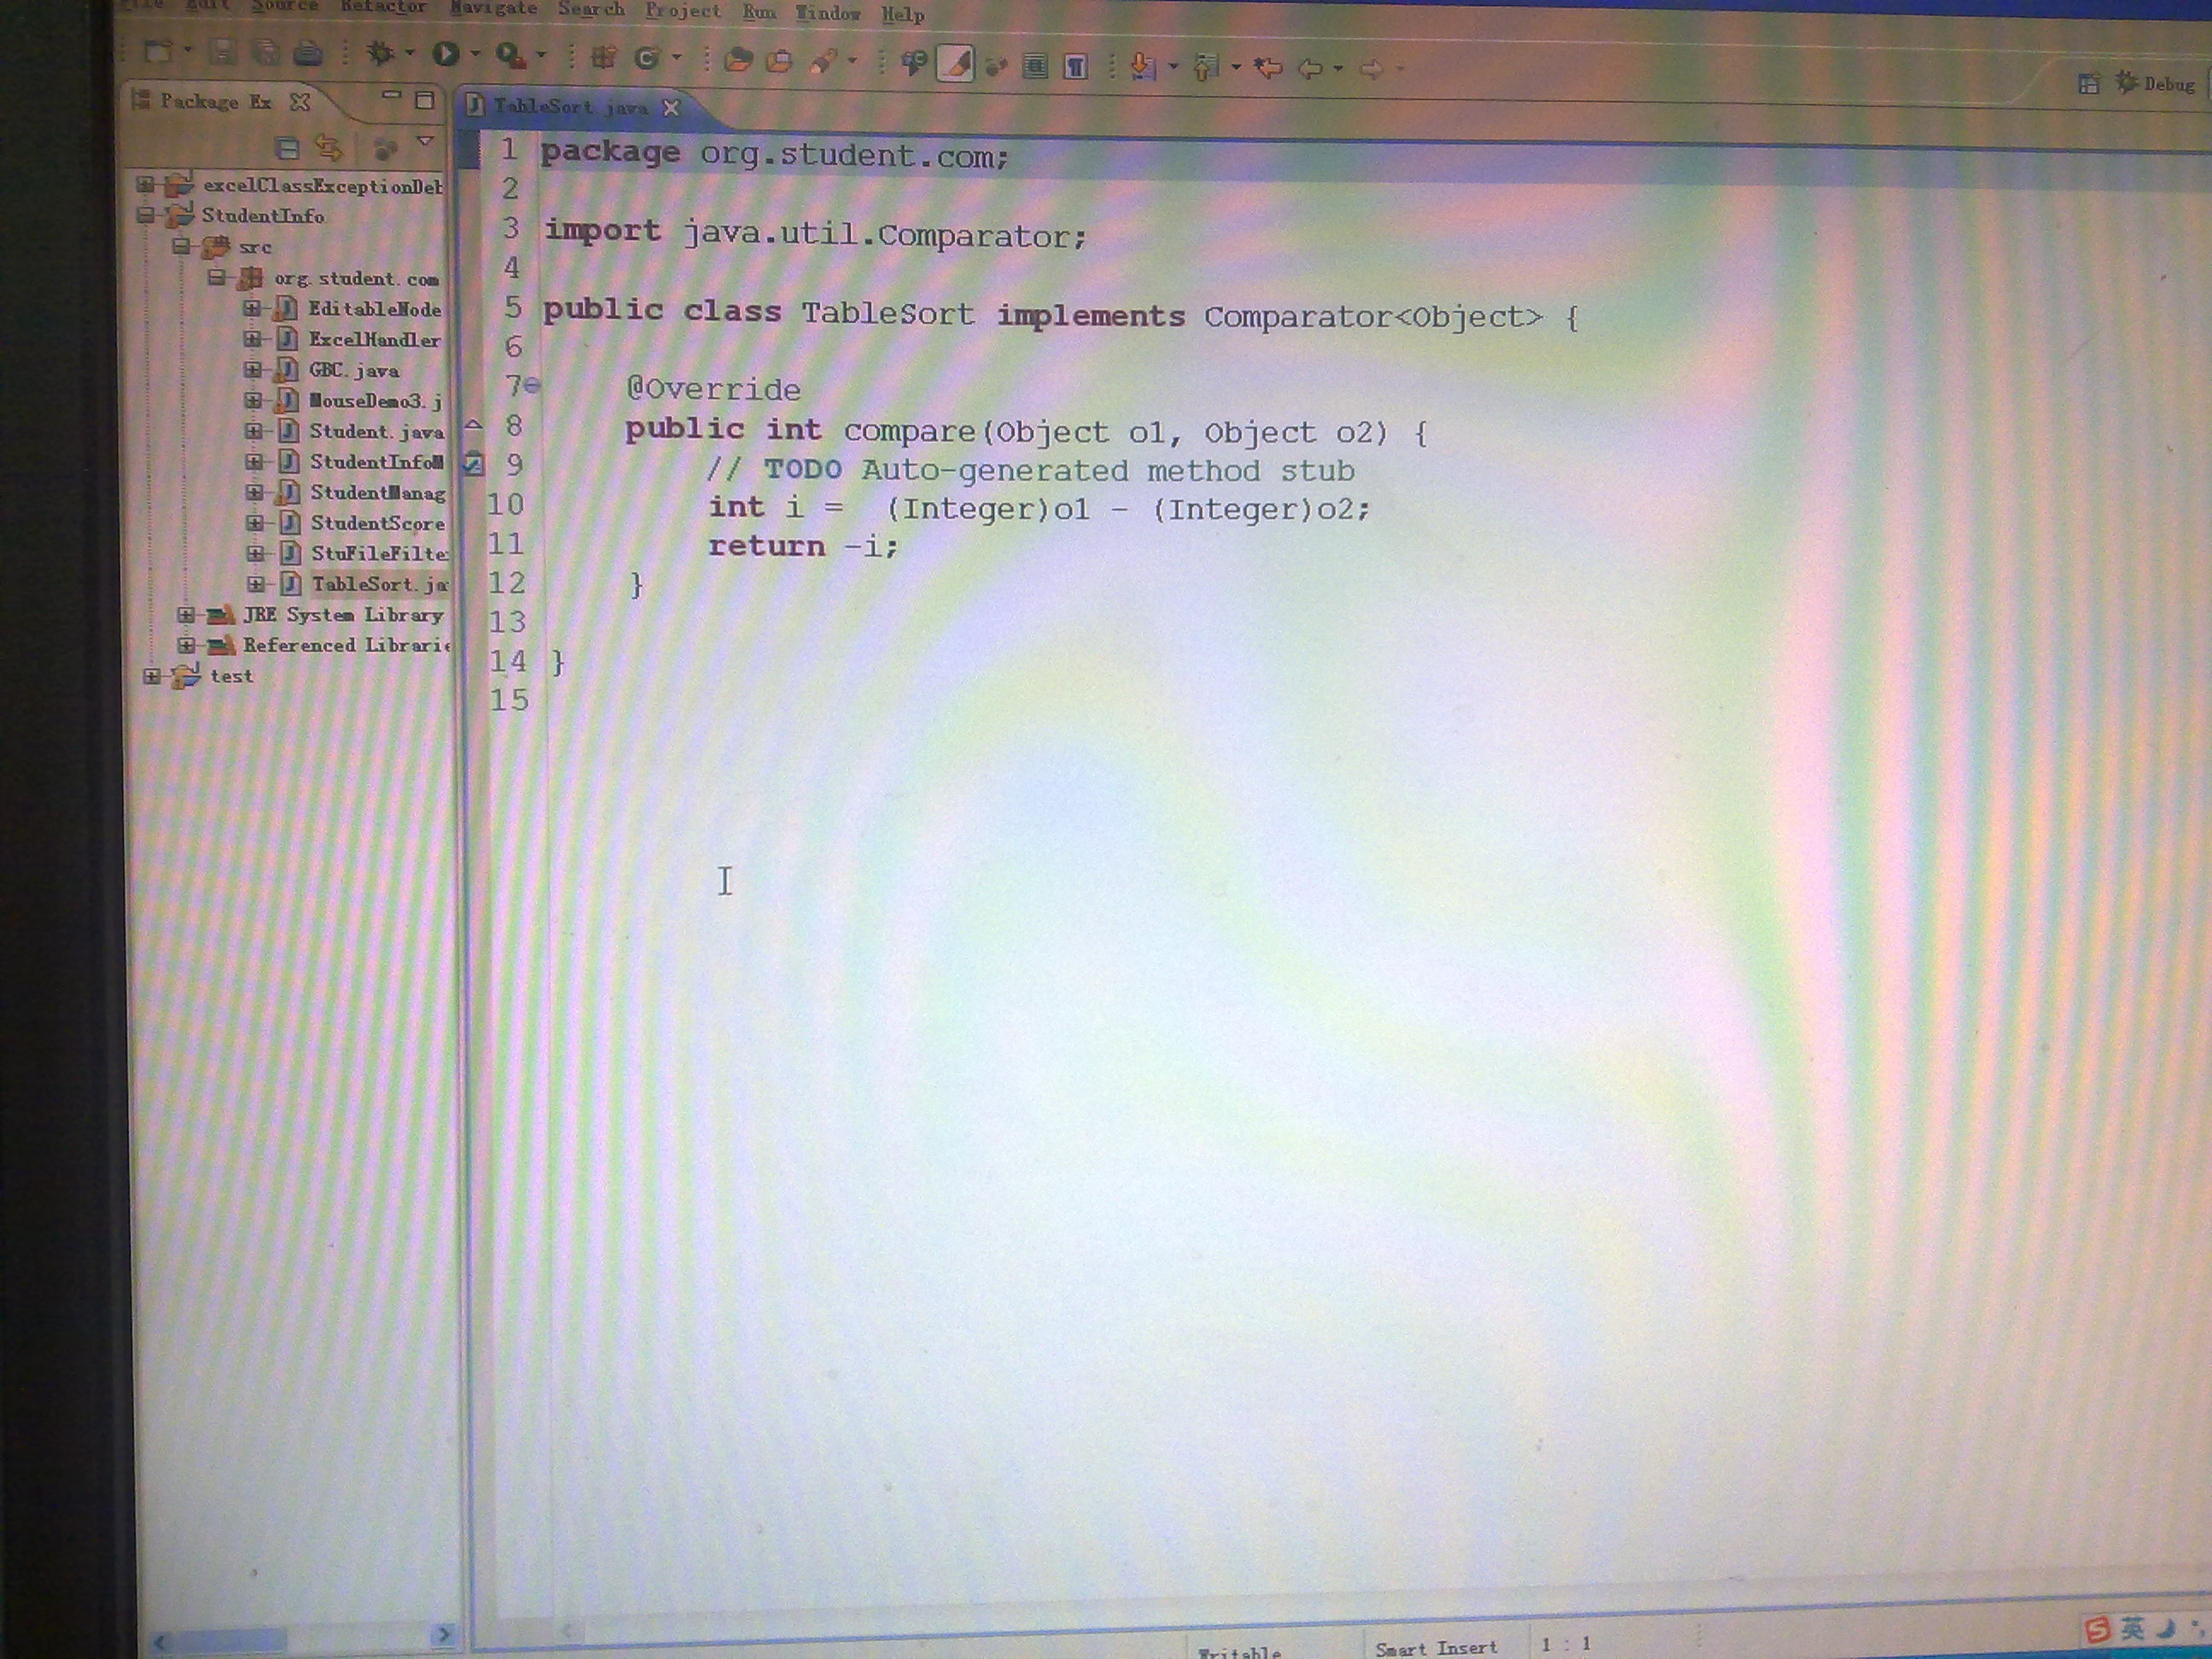 File Edit Source Refactor Navigate Search Project Run Window Help
Debug
Package Ex
TableSort.java
excelClassExceptionDeb
StudentInfo
src
org.student.com
EditableNode
ExcelHandler
GBC.java
MouseDemo3.j
Student.java
StudentInfoM
StudentManag
StudentScore
StuFileFilte
TableSort.ja
JRE System Library
Referenced Librarie
test
1 package org.student.com;
2
3 import java.util.Comparator;
4
5 public class TableSort implements Comparator<Object> {
6
7 @Override
8 public int compare(Object o1, Object o2) {
9 // TODO Auto-generated method stub
10 int i =  (Integer)o1 - (Integer)o2;
11 return -i;
12 }
13
14 }
15
Writable Smart Insert 1 : 1
S 英